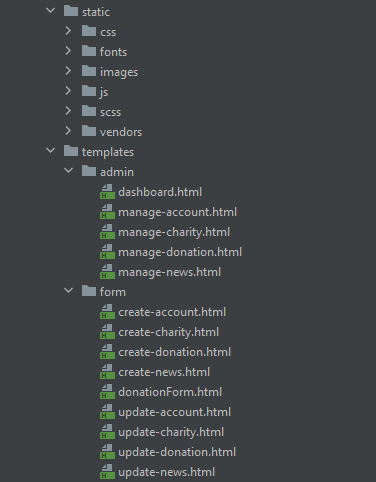 static
css
fonts
images
js
scss
vendors
templates
admin
dashboard.html
manage-account.html
manage-charity.html
manage-donation.html
manage-news.html
form
create-account.html
create-charity.html
create-donation.html
create-news.html
donationForm.html
update-account.html
update-charity.html
update-donation.html
update-news.html